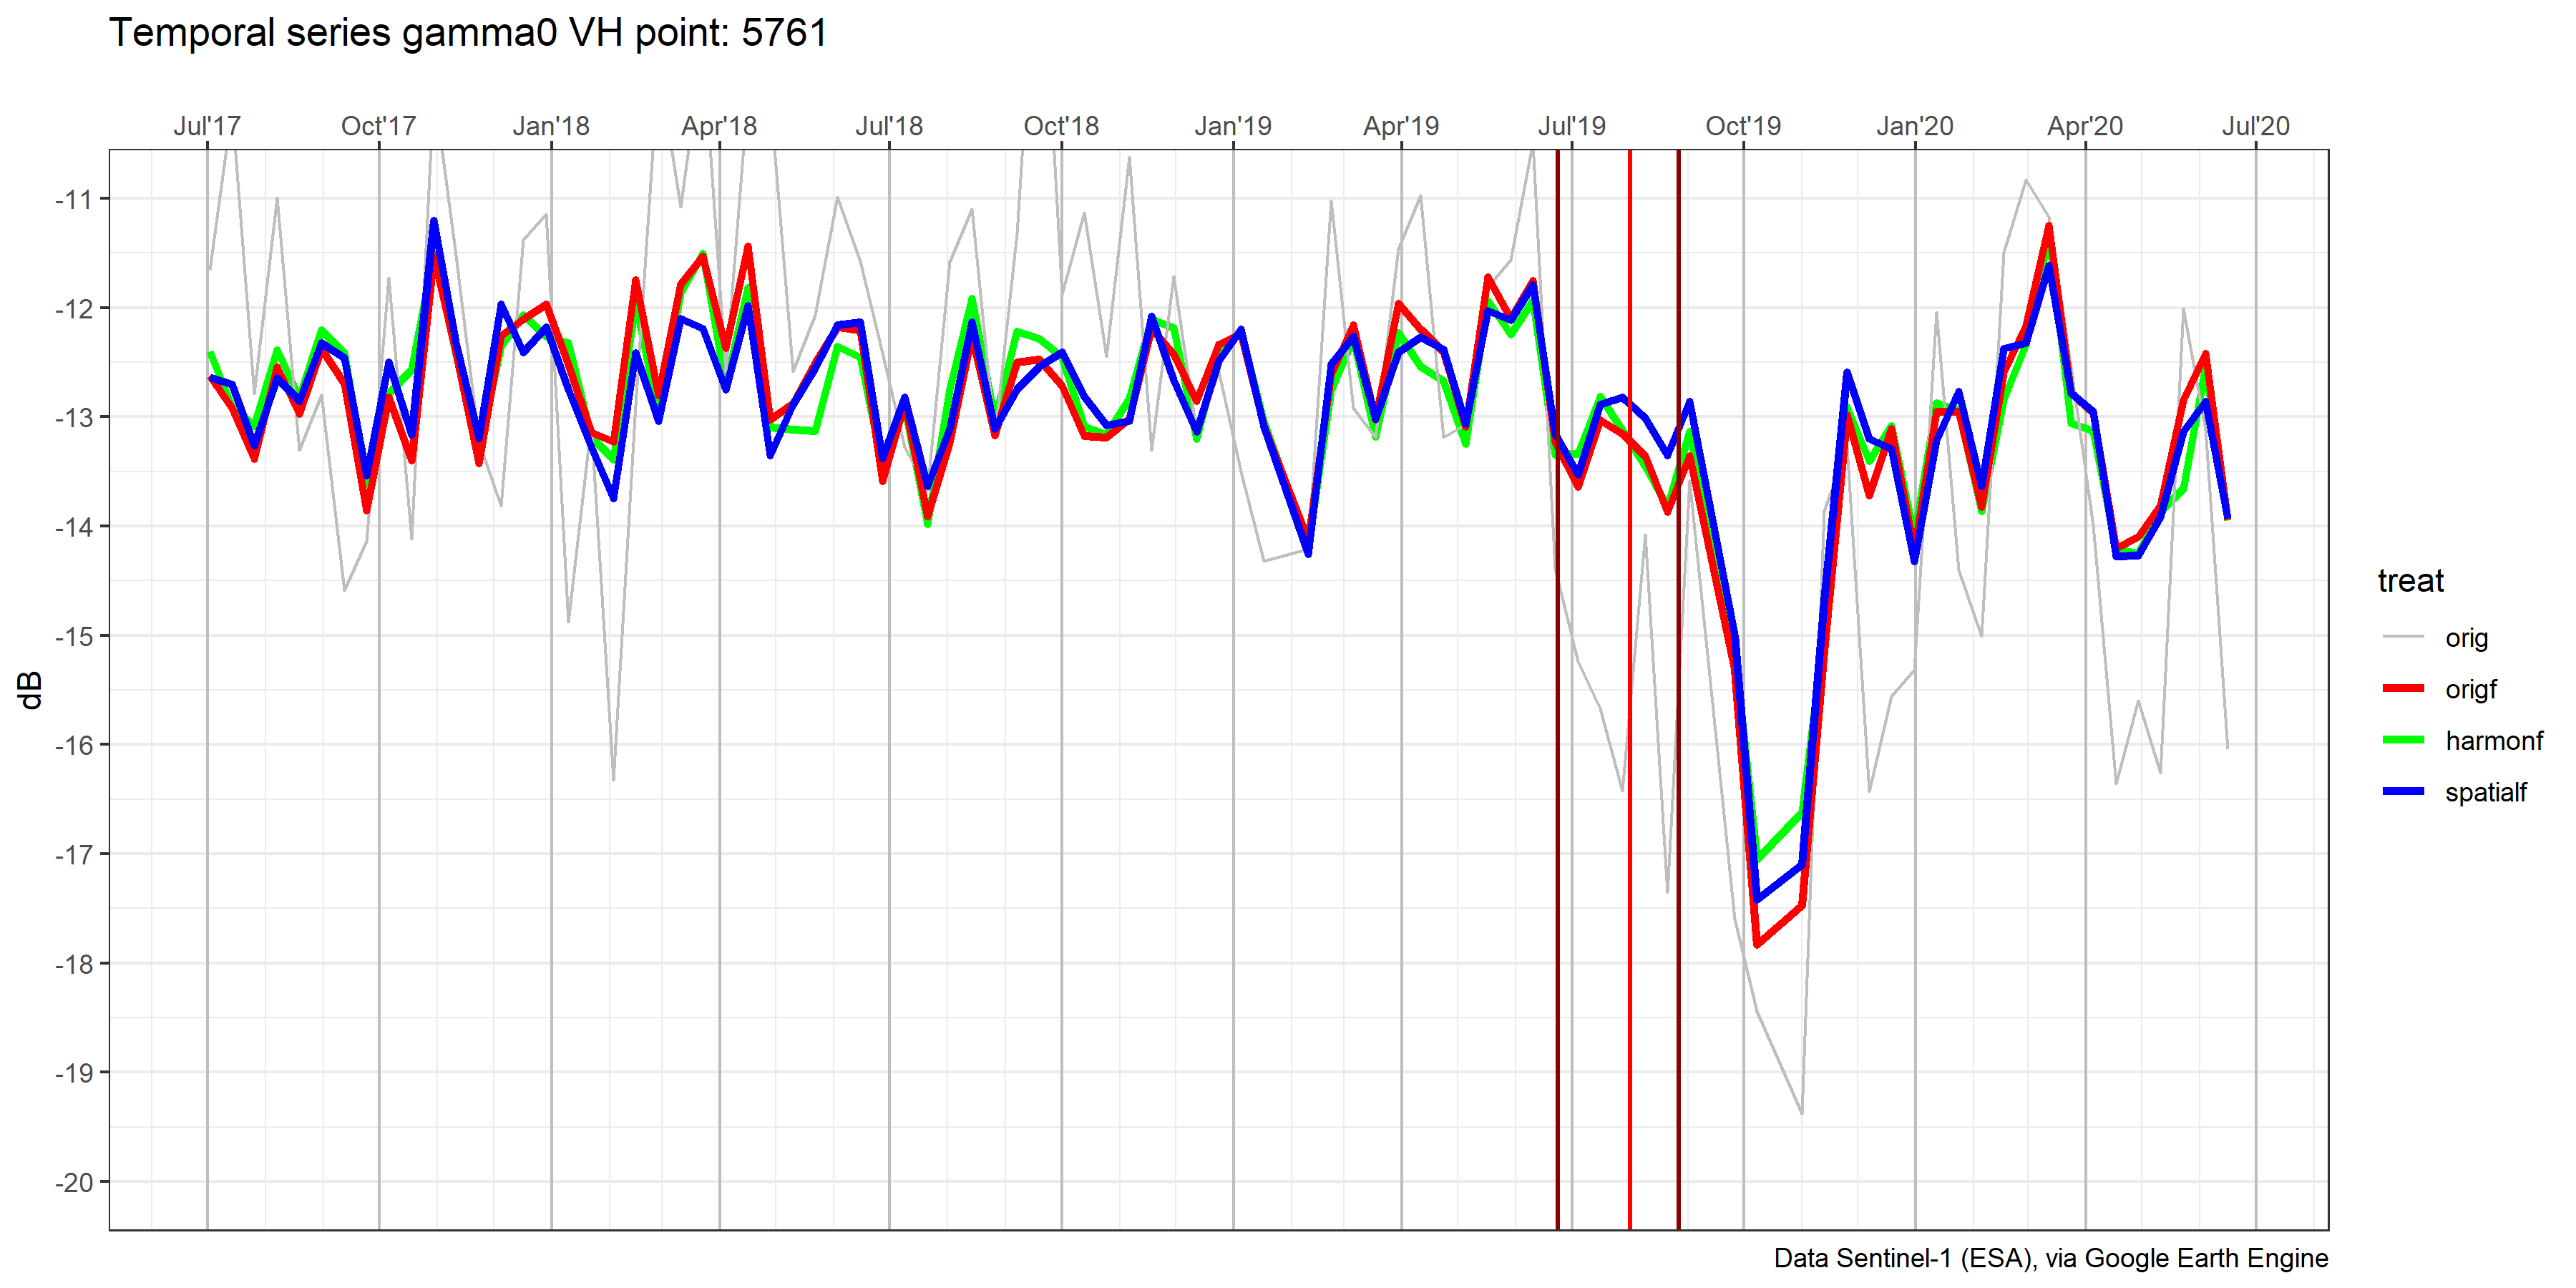 Temporal series gamma0 VH point: 5761
Jul'17 Oct'17 Jan'18 Apr'18 Jul'18 Oct'18 Jan'19 Apr'19 Jul'19 Oct'19 Jan'20 Apr'20 Jul'20
-11
-12
-13
-14
-15
-16
-17
-18
-19
-20
dB
treat
orig
origf
harmonf
spatialf
Data Sentinel-1 (ESA), via Google Earth Engine